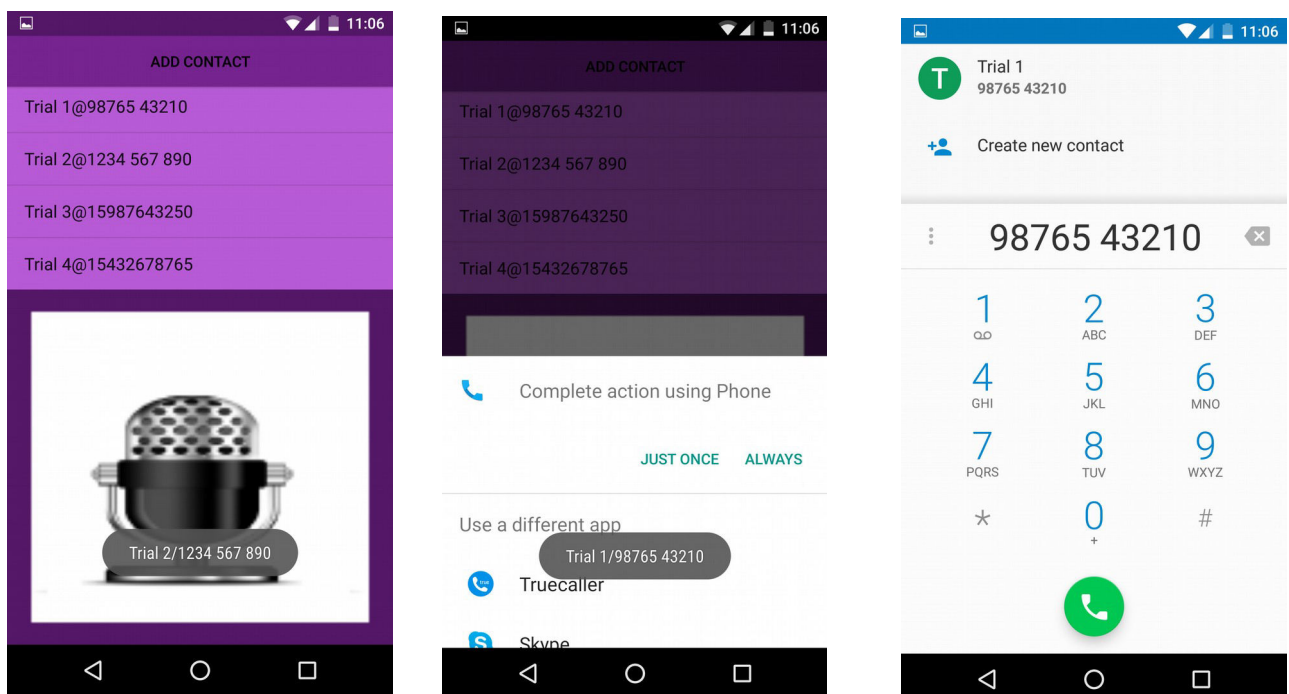 11:06
ADD CONTACT
Trial 1@98765 43210
Trial 2@1234 567 890
Trial 3@15987643250
Trial 4@15432678765
Trial 2/1234 567 890
11:06
ADD CONTACT
Trial 1@98765 43210
Trial 2@1234 567 890
Trial 3@15987643250
Trial 4@15432678765
Complete action using Phone
JUST ONCE ALWAYS
Use a different app
Trial 1/98765 43210
Truecaller
Skype
11:06
T
Trial 1
98765 43210
Create new contact
98765 43210
1 2 3
ABC DEF
4 5 6
GHI JKL MNO
7 8 9
PQRS TUV WXYZ
* 0 #
+